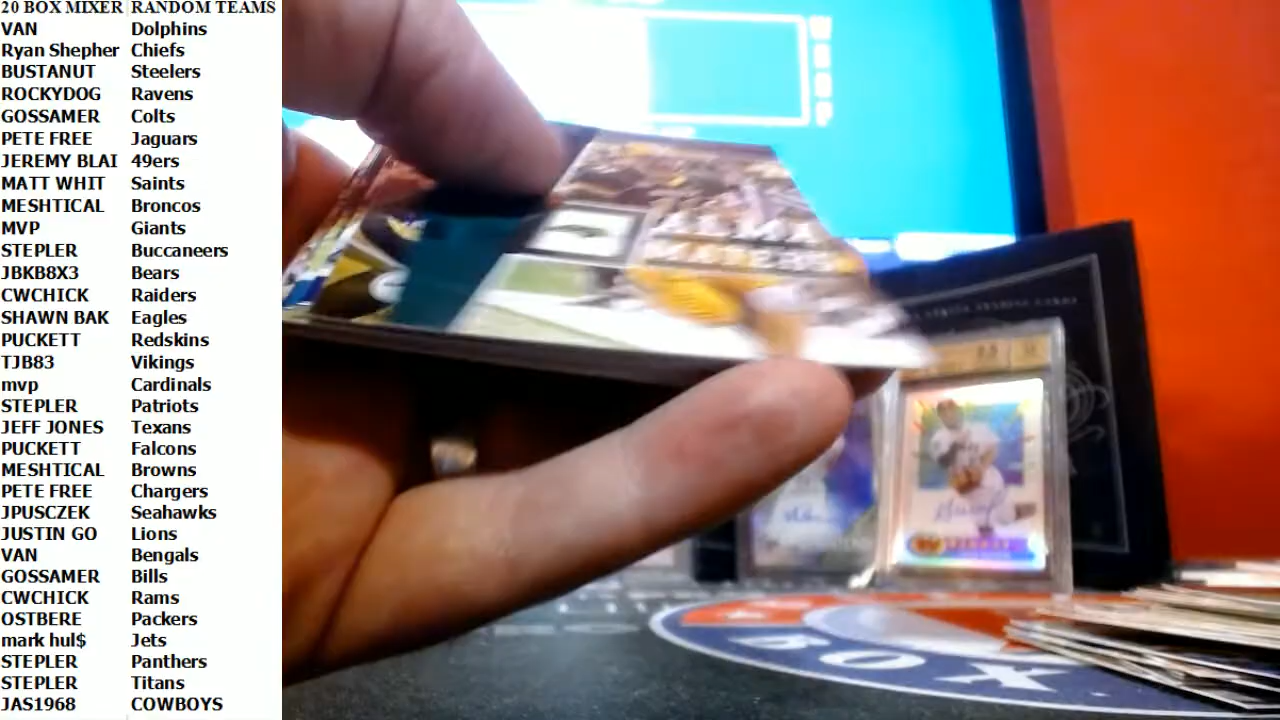 20 BOX MIXER RANDOM TEAMS
VAN Dolphins
Ryan Shepher Chiefs
BUSTANUT Steelers
ROCKYDOG Ravens
GOSSAMER Colts
PETE FREE Jaguars
JEREMY BLAI 49ers
MATT WHIT Saints
MESHTICAL Broncos
MVP Giants
STEPLER Buccaneers
JBKB8X3 Bears
CWCHICK Raiders
SHAWN BAK Eagles
PUCKETT Redskins
TJB83 Vikings
mvp Cardinals
STEPLER Patriots
JEFF JONES Texans
PUCKETT Falcons
MESHTICAL Browns
PETE FREE Chargers
JPUSCZEK Seahawks
JUSTIN GO Lions
VAN Bengals
GOSSAMER Bills
CWCHICK Rams
OSTBERE Packers
mark hul$ Jets
STEPLER Panthers
STEPLER Titans
JAS1968 COWBOYS
ALMA
MATERS
BOX